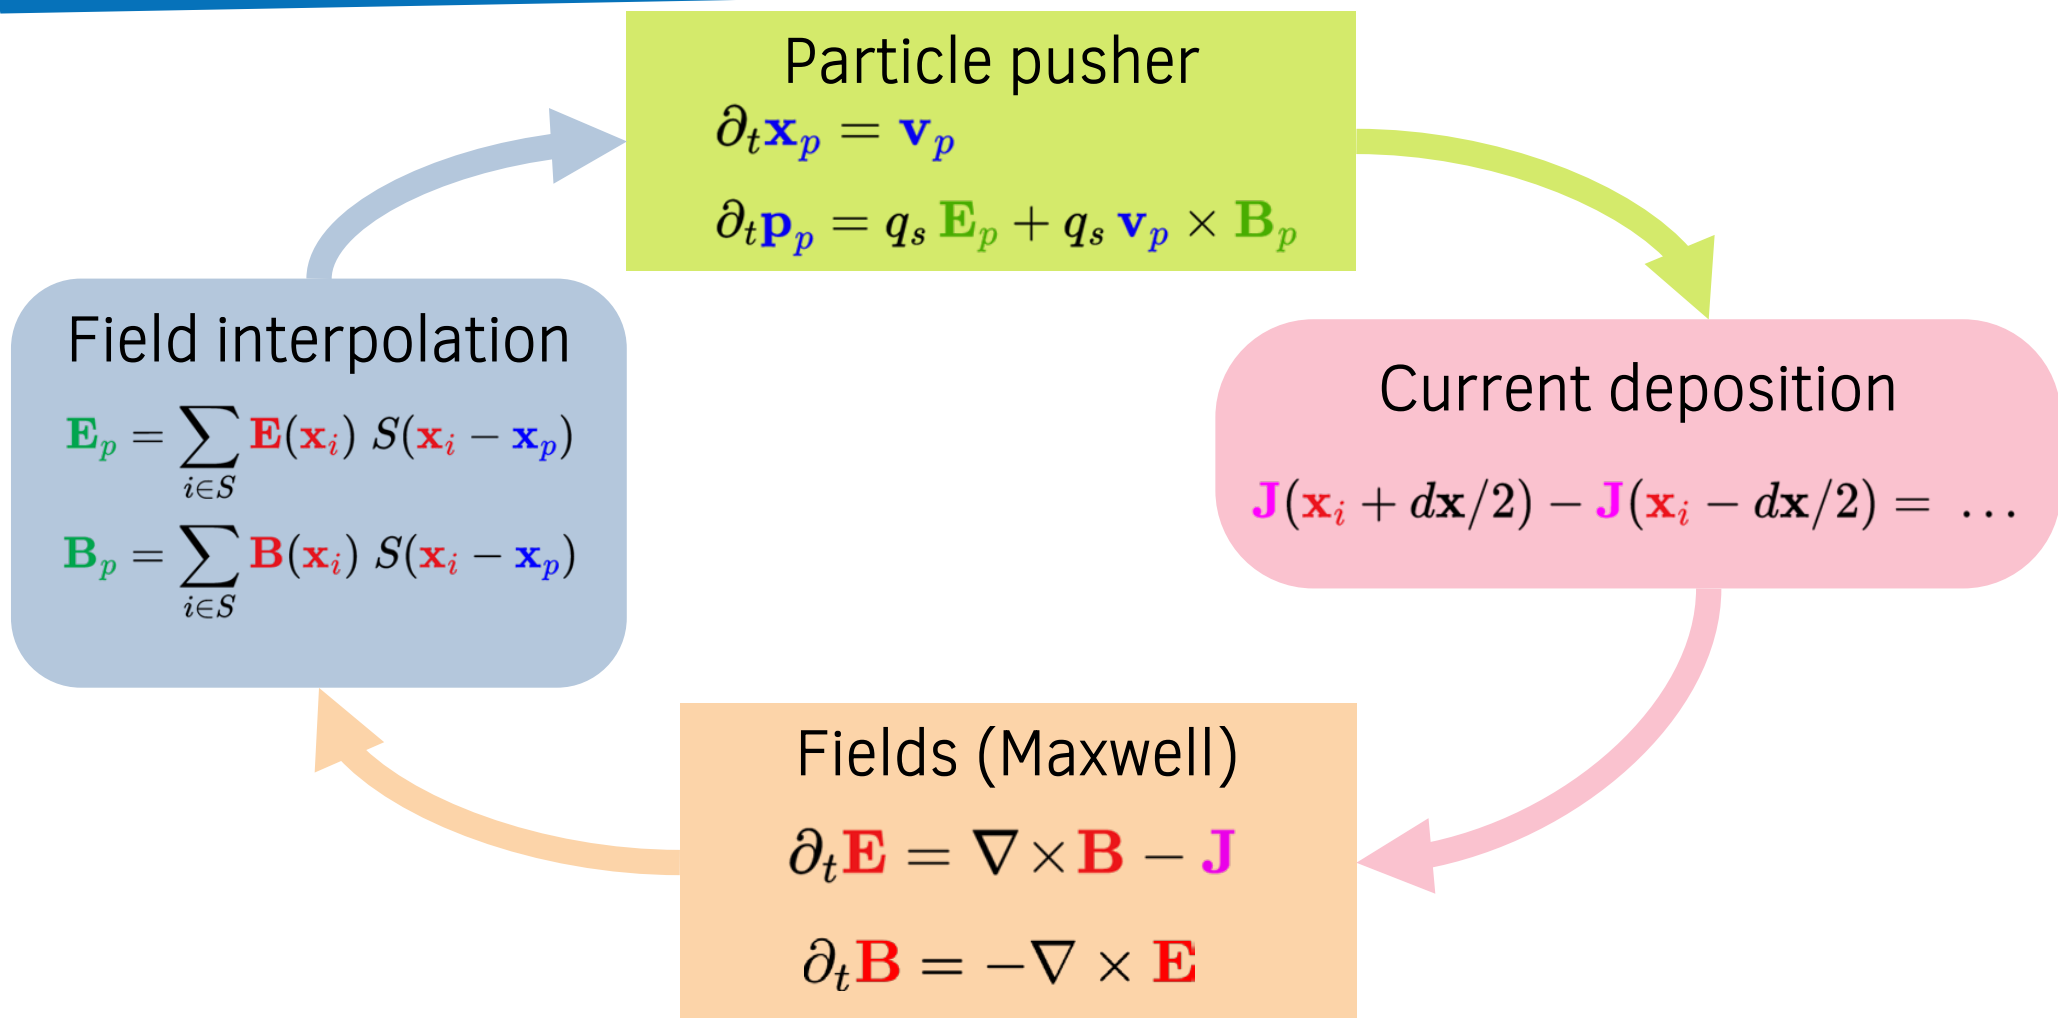 Particle pusher
∂ₜxₚ = vₚ
∂ₜpₚ = qₛ Eₚ + qₛ vₚ × Bₚ
Field interpolation
Eₚ = ∑ E(xᵢ) S(xᵢ − xₚ)
i∈S
Bₚ = ∑ B(xᵢ) S(xᵢ − xₚ)
i∈S
Current deposition
J(xᵢ + dx/2) − J(xᵢ − dx/2) = …
Fields (Maxwell)
∂ₜE = ∇×B − J
∂ₜB = −∇ × E